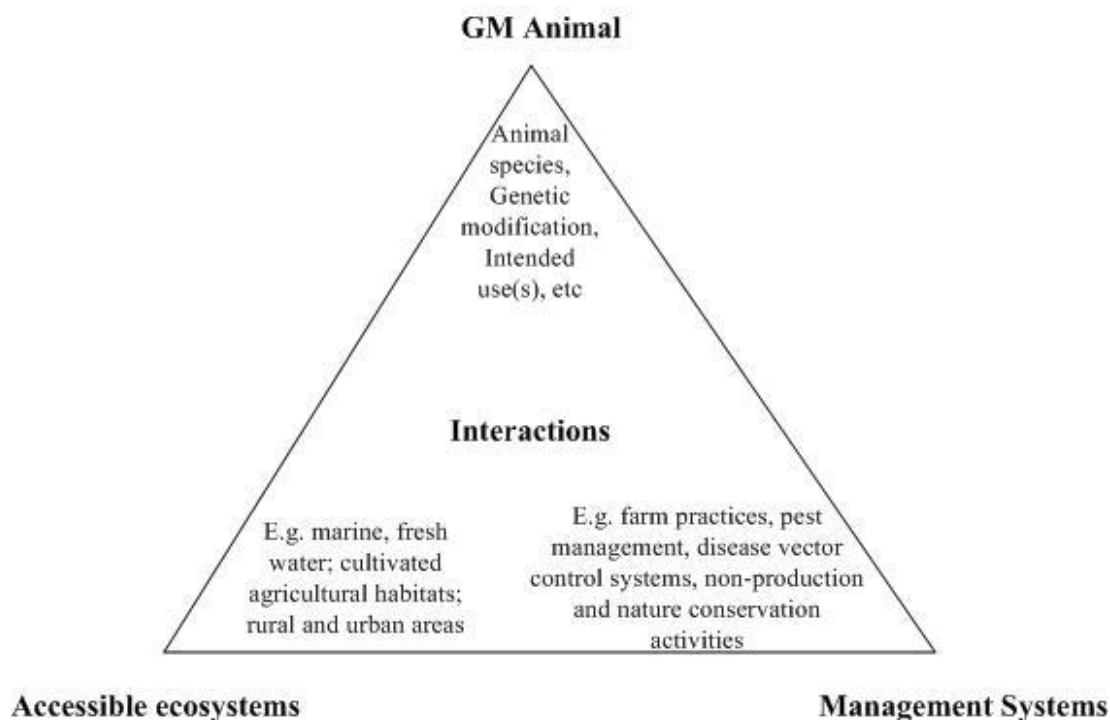 GM Animal
Animal
species,
Genetic
modification,
Intended
use(s), etc
Interactions
E.g. marine, fresh
water; cultivated
agricultural habitats;
rural and urban areas
E.g. farm practices, pest
management, disease vector
control systems, non-production
and nature conservation
activities
Accessible ecosystems
Management Systems